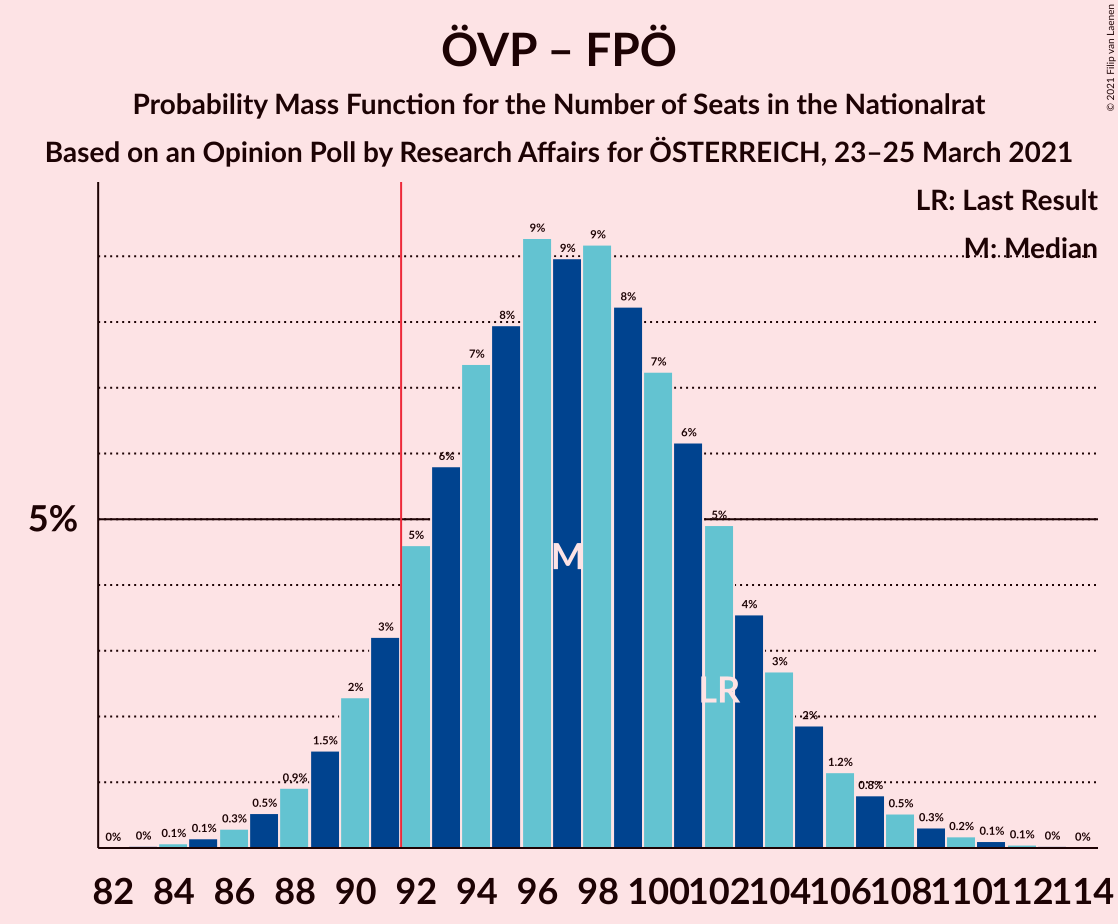 ÖVP – FPÖ
Probability Mass Function for the Number of Seats in the Nationalrat
Based on an Opinion Poll by Research Affairs for ÖSTERREICH, 23–25 March 2021
© 2021 Filip van Laenen
LR: Last Result
M: Median
5%
0% 0% 0.1% 0.1% 0.3% 0.5% 0.9% 1.5% 2% 3% 5% 6% 7% 8% 9% 9% 9% 8% 7% 6% 5% 4% 3% 2% 1.2% 0.8% 0.5% 0.3% 0.2% 0.1% 0.1% 0% 0%
M
LR
82 84 86 88 90 92 94 96 98 100 102 104 106 108 110 112 114